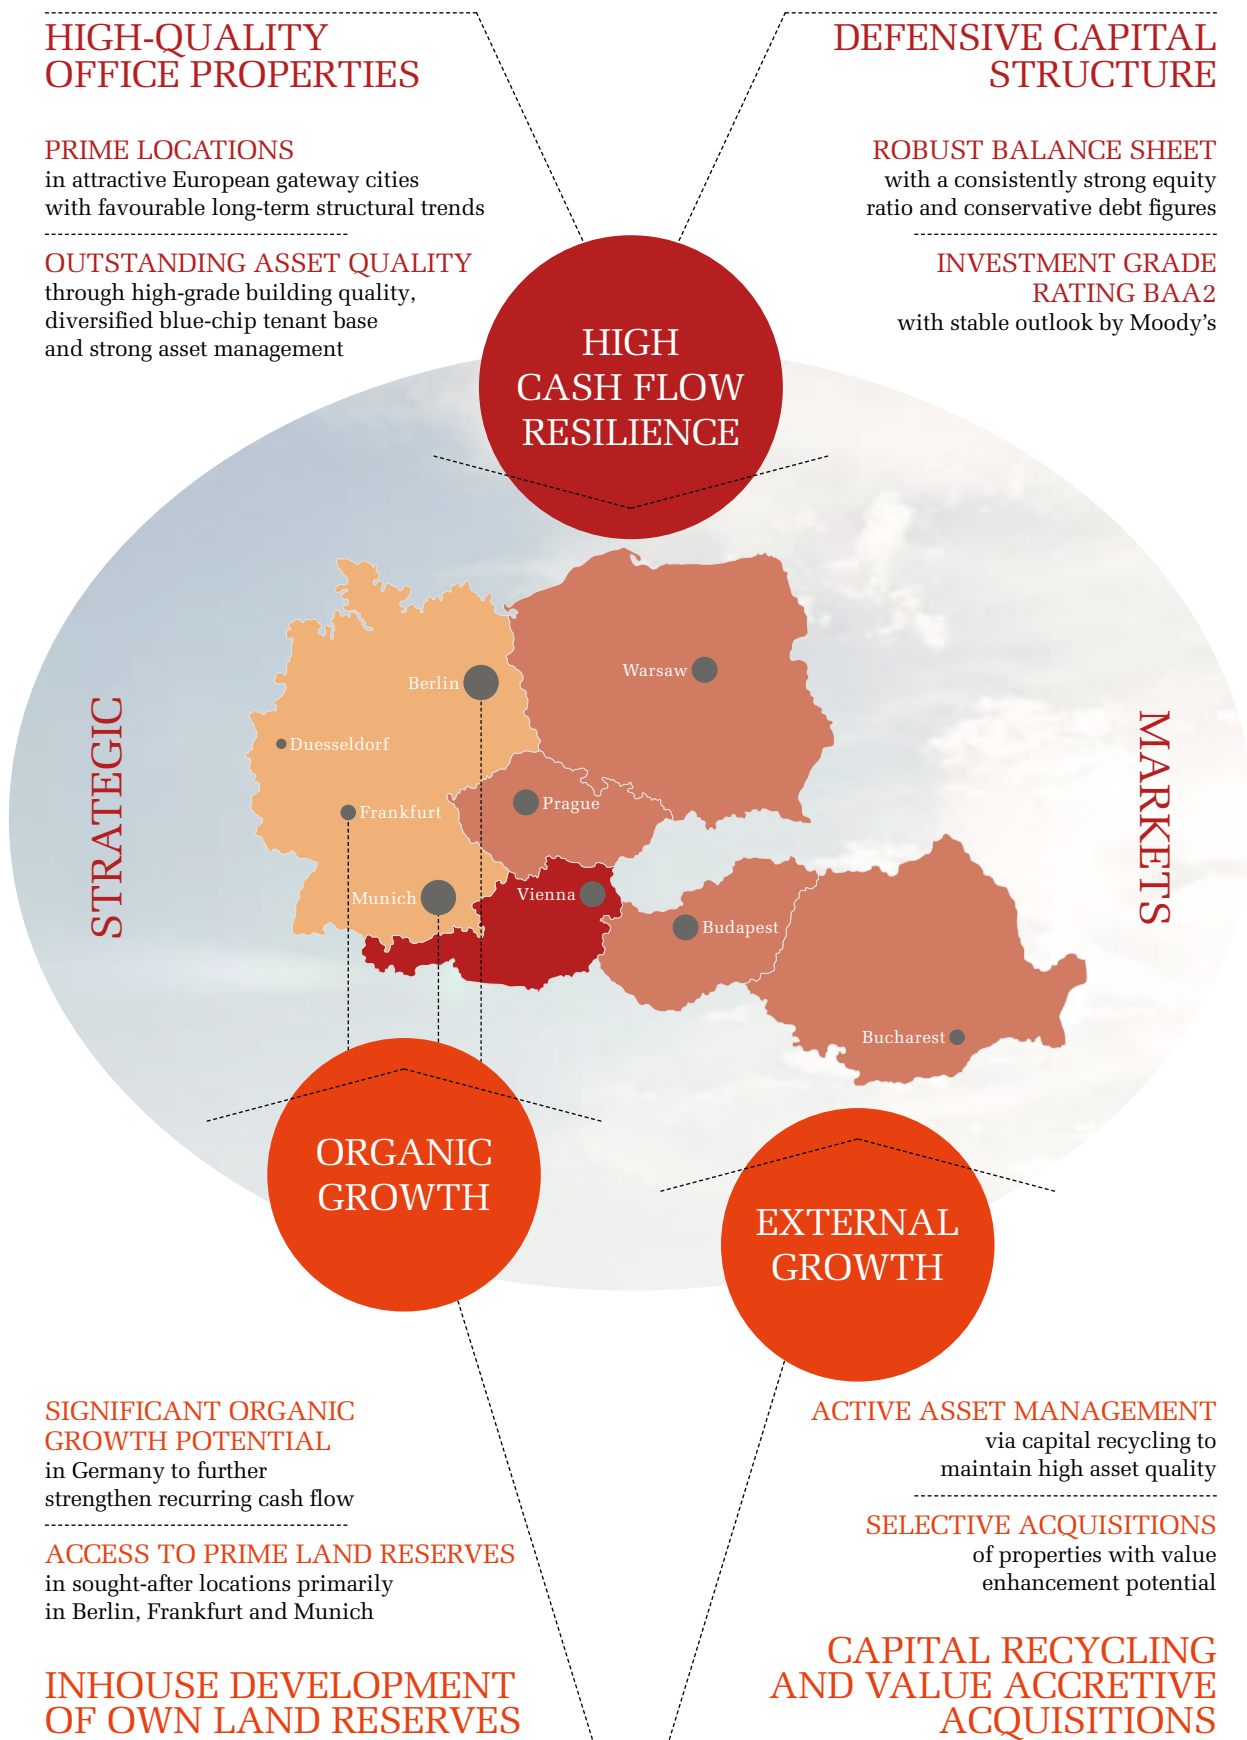 HIGH-QUALITY
OFFICE PROPERTIES
PRIME LOCATIONS
in attractive European gateway cities
with favourable long-term structural trends
OUTSTANDING ASSET QUALITY
through high-grade building quality,
diversified blue-chip tenant base
and strong asset management
DEFENSIVE CAPITAL
STRUCTURE
ROBUST BALANCE SHEET
with a consistently strong equity
ratio and conservative debt figures
INVESTMENT GRADE
RATING BAA2
with stable outlook by Moody's
HIGH
CASH FLOW
RESILIENCE
STRATEGIC
MARKETS
Berlin
Warsaw
Duesseldorf
Frankfurt
Prague
Munich
Vienna
Budapest
Bucharest
ORGANIC
GROWTH
EXTERNAL
GROWTH
SIGNIFICANT ORGANIC
GROWTH POTENTIAL
in Germany to further
strengthen recurring cash flow
ACCESS TO PRIME LAND RESERVES
in sought-after locations primarily
in Berlin, Frankfurt and Munich
INHOUSE DEVELOPMENT
OF OWN LAND RESERVES
ACTIVE ASSET MANAGEMENT
via capital recycling to
maintain high asset quality
SELECTIVE ACQUISITIONS
of properties with value
enhancement potential
CAPITAL RECYCLING
AND VALUE ACCRETIVE
ACQUISITIONS